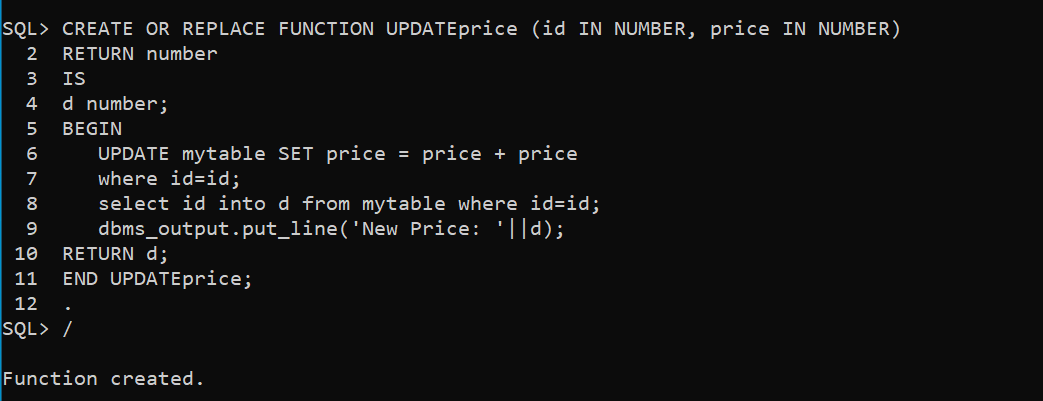 SQL> CREATE OR REPLACE FUNCTION UPDATEprice (id IN NUMBER, price IN NUMBER)
  2  RETURN number
  3  IS
  4  d number;
  5  BEGIN
  6     UPDATE mytable SET price = price + price
  7     where id=id;
  8     select id into d from mytable where id=id;
  9     dbms_output.put_line('New Price: '||d);
 10  RETURN d;
 11  END UPDATEprice;
 12  .
SQL> /
Function created.